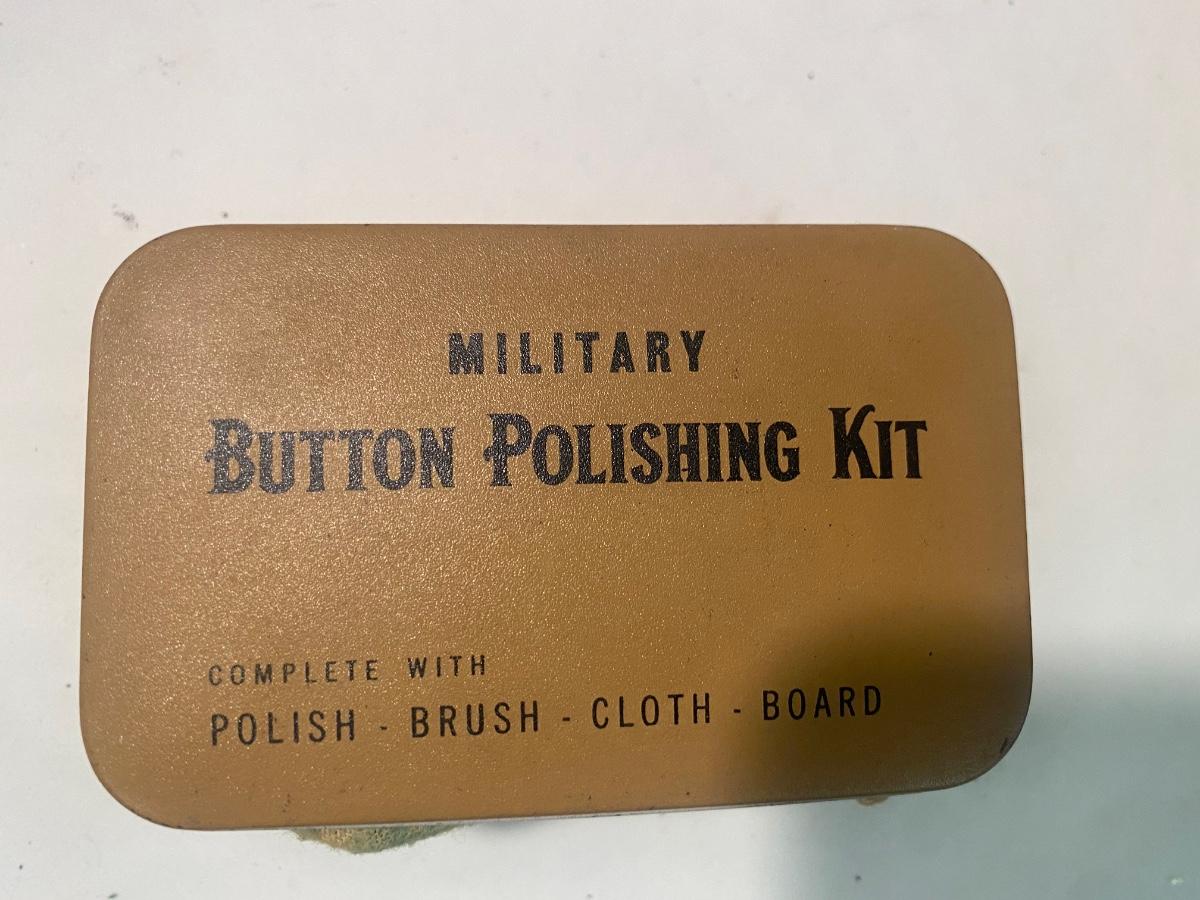 MILITARY
BUTTON POLISHING KIT
COMPLETE WITH
POLISH - BRUSH - CLOTH - BOARD